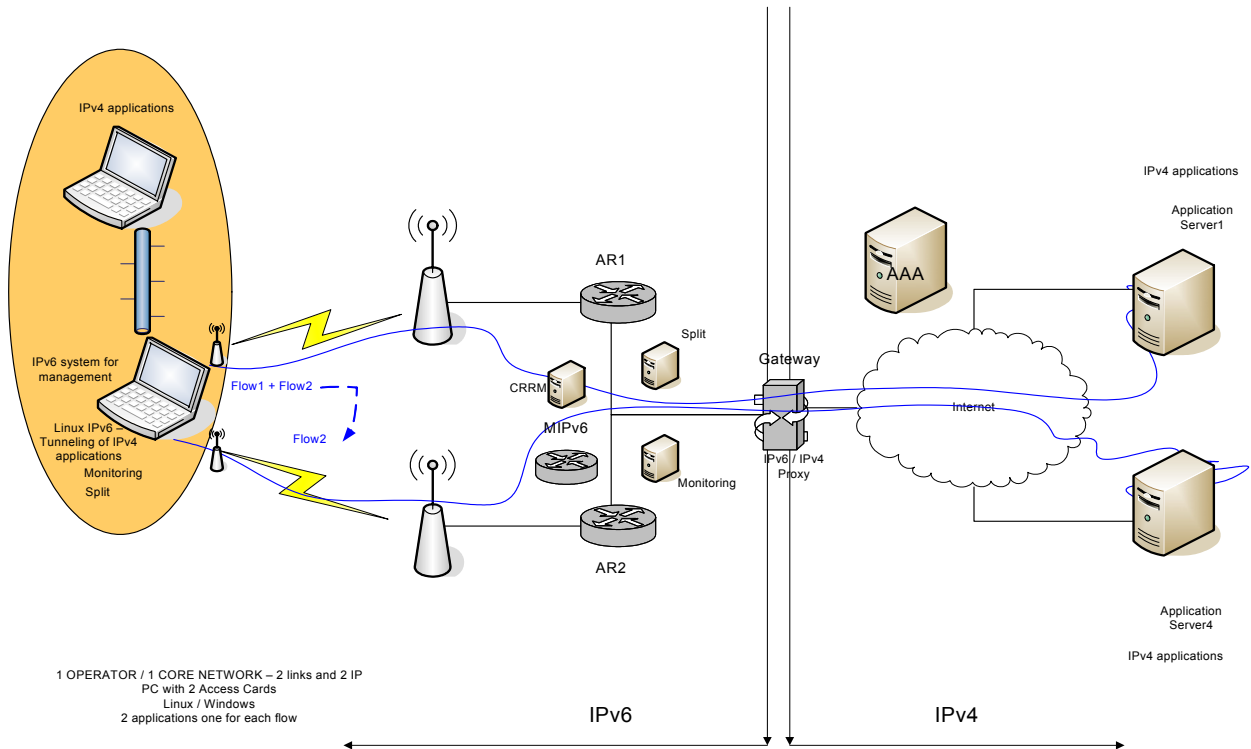 IPv4 applications
IPv6 system for
management
Linux IPv6 –
Tunneling of IPv4
applications
Monitoring
Split
Flow1 + Flow2
Flow2
AR1
Split
CRRM
MIPv6
Monitoring
AR2
Gateway
IPv6 / IPv4
Proxy
AAA
Internet
IPv4 applications
Application
Server1
Application
Server4
IPv4 applications
1 OPERATOR / 1 CORE NETWORK – 2 links and 2 IP
PC with 2 Access Cards
Linux / Windows
2 applications one for each flow
IPv6
IPv4